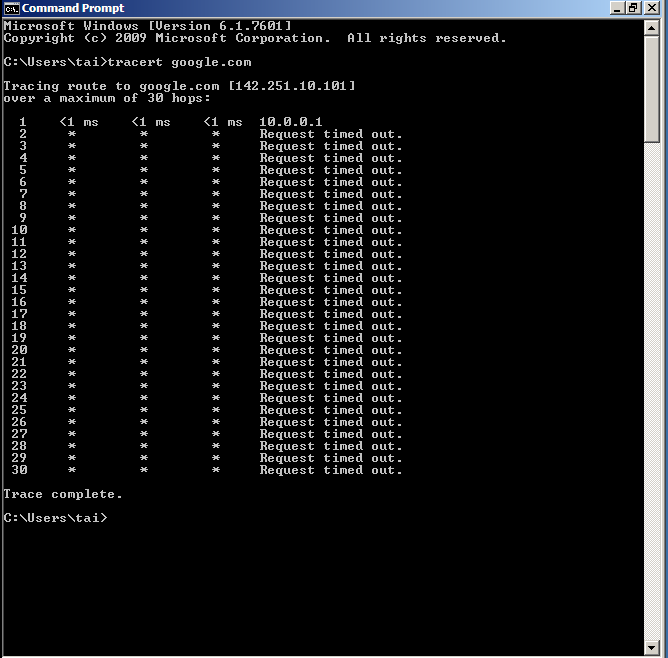 Command Prompt
Microsoft Windows [Version 6.1.7601]
Copyright (c) 2009 Microsoft Corporation.  All rights reserved.
C:\Users\tai>tracert google.com
Tracing route to google.com [142.251.10.101]
over a maximum of 30 hops:
1 <1 ms <1 ms <1 ms 10.0.0.1
2 * * * Request timed out.
3 * * * Request timed out.
4 * * * Request timed out.
5 * * * Request timed out.
6 * * * Request timed out.
7 * * * Request timed out.
8 * * * Request timed out.
9 * * * Request timed out.
10 * * * Request timed out.
11 * * * Request timed out.
12 * * * Request timed out.
13 * * * Request timed out.
14 * * * Request timed out.
15 * * * Request timed out.
16 * * * Request timed out.
17 * * * Request timed out.
18 * * * Request timed out.
19 * * * Request timed out.
20 * * * Request timed out.
21 * * * Request timed out.
22 * * * Request timed out.
23 * * * Request timed out.
24 * * * Request timed out.
25 * * * Request timed out.
26 * * * Request timed out.
27 * * * Request timed out.
28 * * * Request timed out.
29 * * * Request timed out.
30 * * * Request timed out.
Trace complete.
C:\Users\tai>